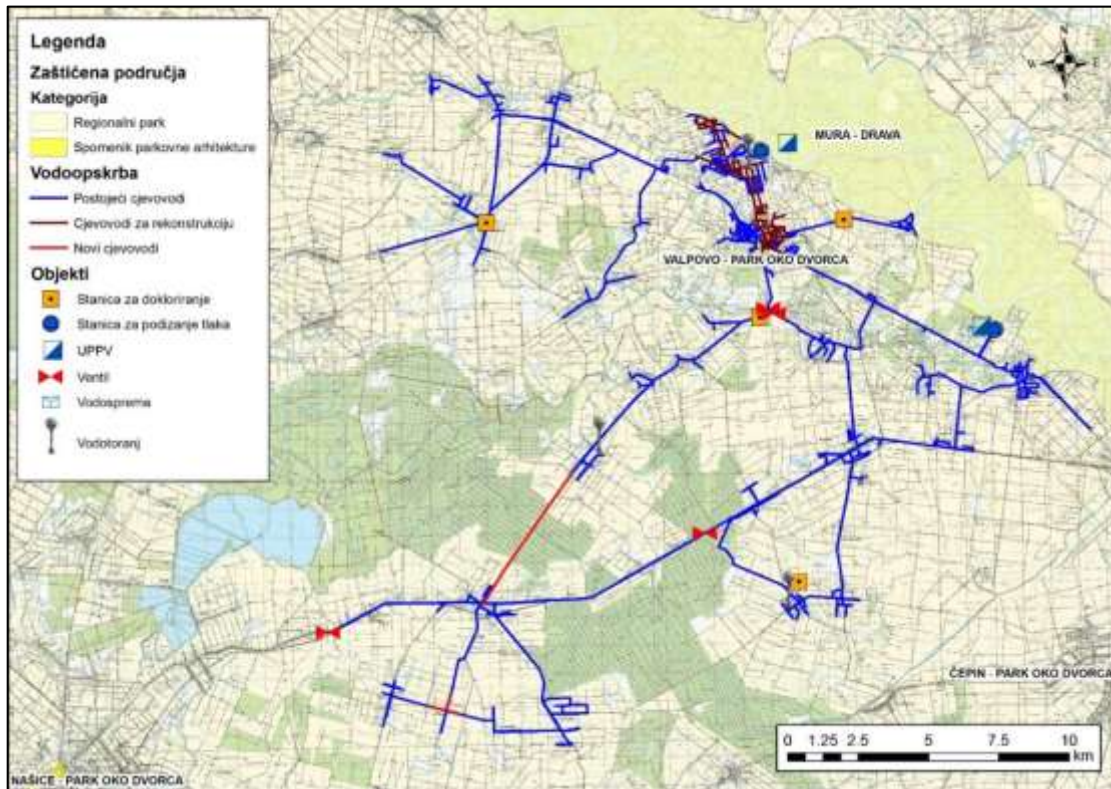 Legenda
Zaštićena područja
Kategorija
Regionalni park
Spomenik parkovne arhitekture
Vodoopskrba
Postojeći cjevovodi
Cjevovodi za rekonstrukciju
Novi cjevovodi
Objekti
Stanica za dokloriranje
Stanica za podizanje tlaka
UPPV
Ventil
Vodosprema
Vodotoranj
N
W
E
S
MURA - DRAVA
VALPOVO - PARK OKO DVORCA
ČEPIN - PARK OKO DVORCA
NAŠICE - PARK OKO DVORCA
0 1.25 2.5 5 7.5 10
km